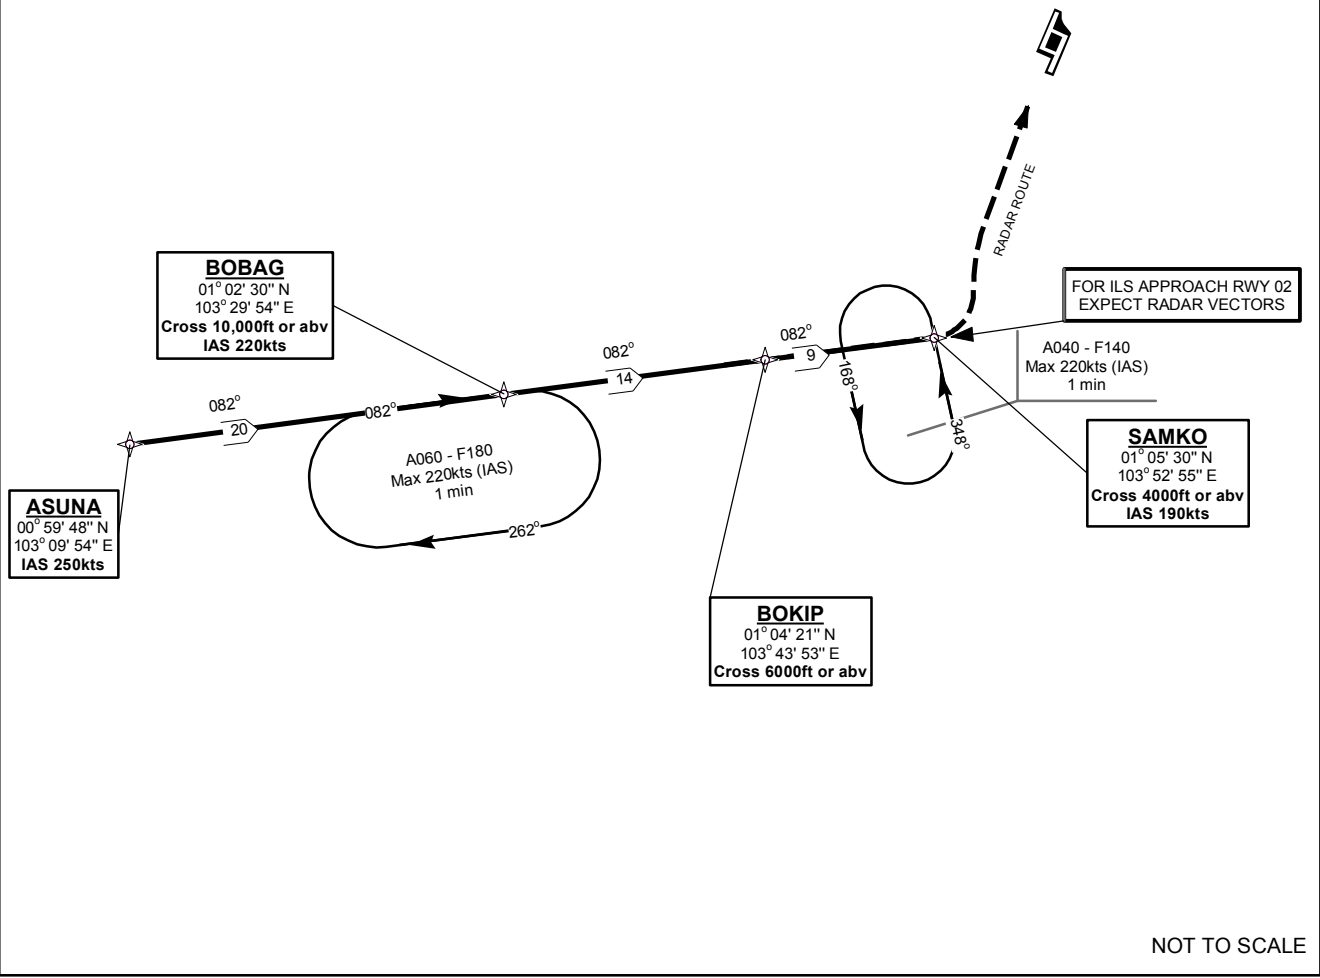 RADAR ROUTE
BOBAG
01° 02' 30" N
103° 29' 54" E
Cross 10,000ft or abv
IAS 220kts
FOR ILS APPROACH RWY 02
EXPECT RADAR VECTORS
082°
9
082°
14
082°
20
082°
A040 - F140
Max 220kts (IAS)
1 min
168°
348°
A060 - F180
Max 220kts (IAS)
1 min
262°
SAMKO
01° 05' 30" N
103° 52' 55" E
Cross 4000ft or abv
IAS 190kts
ASUNA
00° 59' 48" N
103° 09' 54" E
IAS 250kts
BOKIP
01° 04' 21" N
103° 43' 53" E
Cross 6000ft or abv
NOT TO SCALE